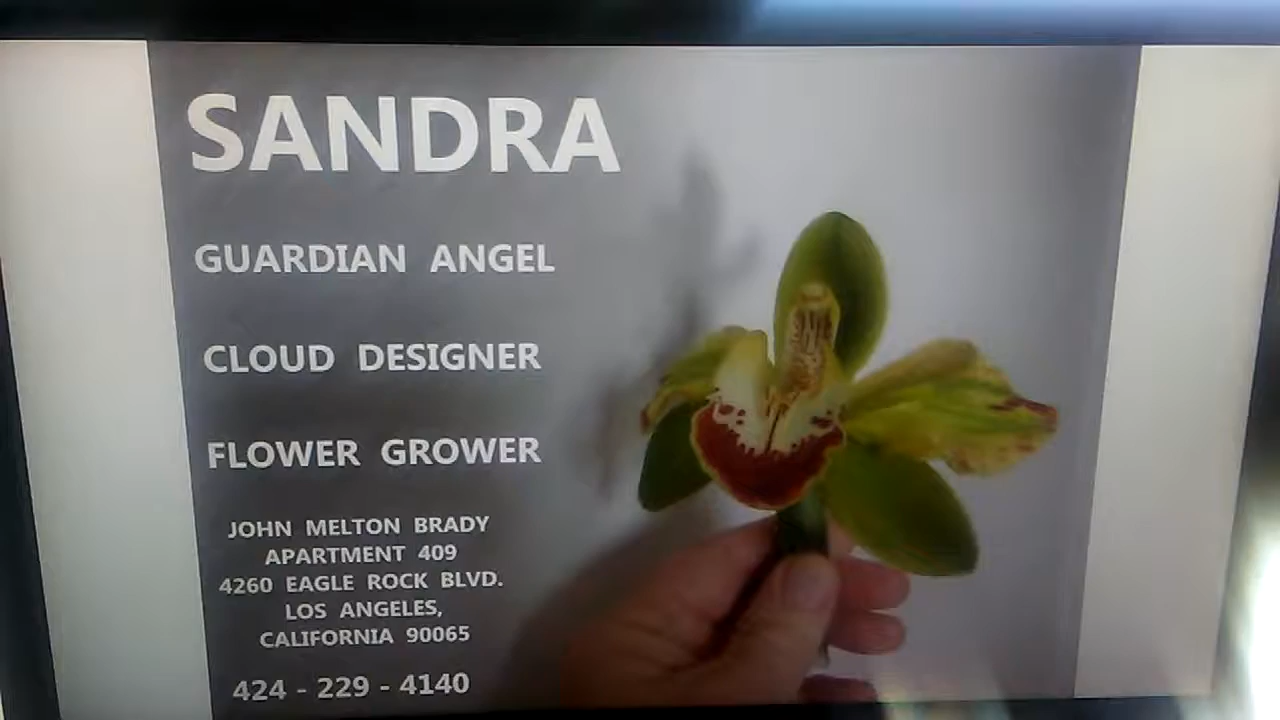 SANDRA
GUARDIAN ANGEL
CLOUD DESIGNER
FLOWER GROWER
JOHN MELTON BRADY
APARTMENT 409
4260 EAGLE ROCK BLVD.
LOS ANGELES,
CALIFORNIA 90065
424 - 229 - 4140